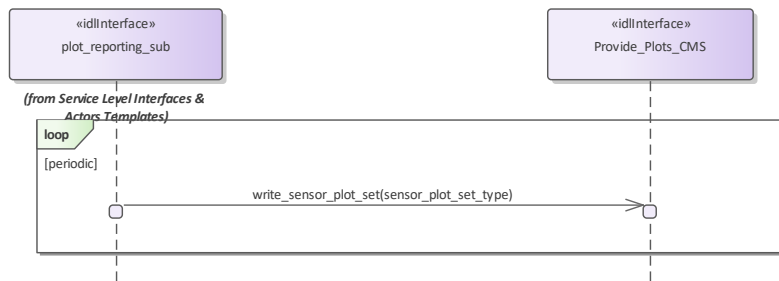 «idlInterface»
plot_reporting_sub
«idlInterface»
Provide_Plots_CMS
(from Service Level Interfaces &
Actors Templates)
loop
[periodic]
write_sensor_plot_set(sensor_plot_set_type)